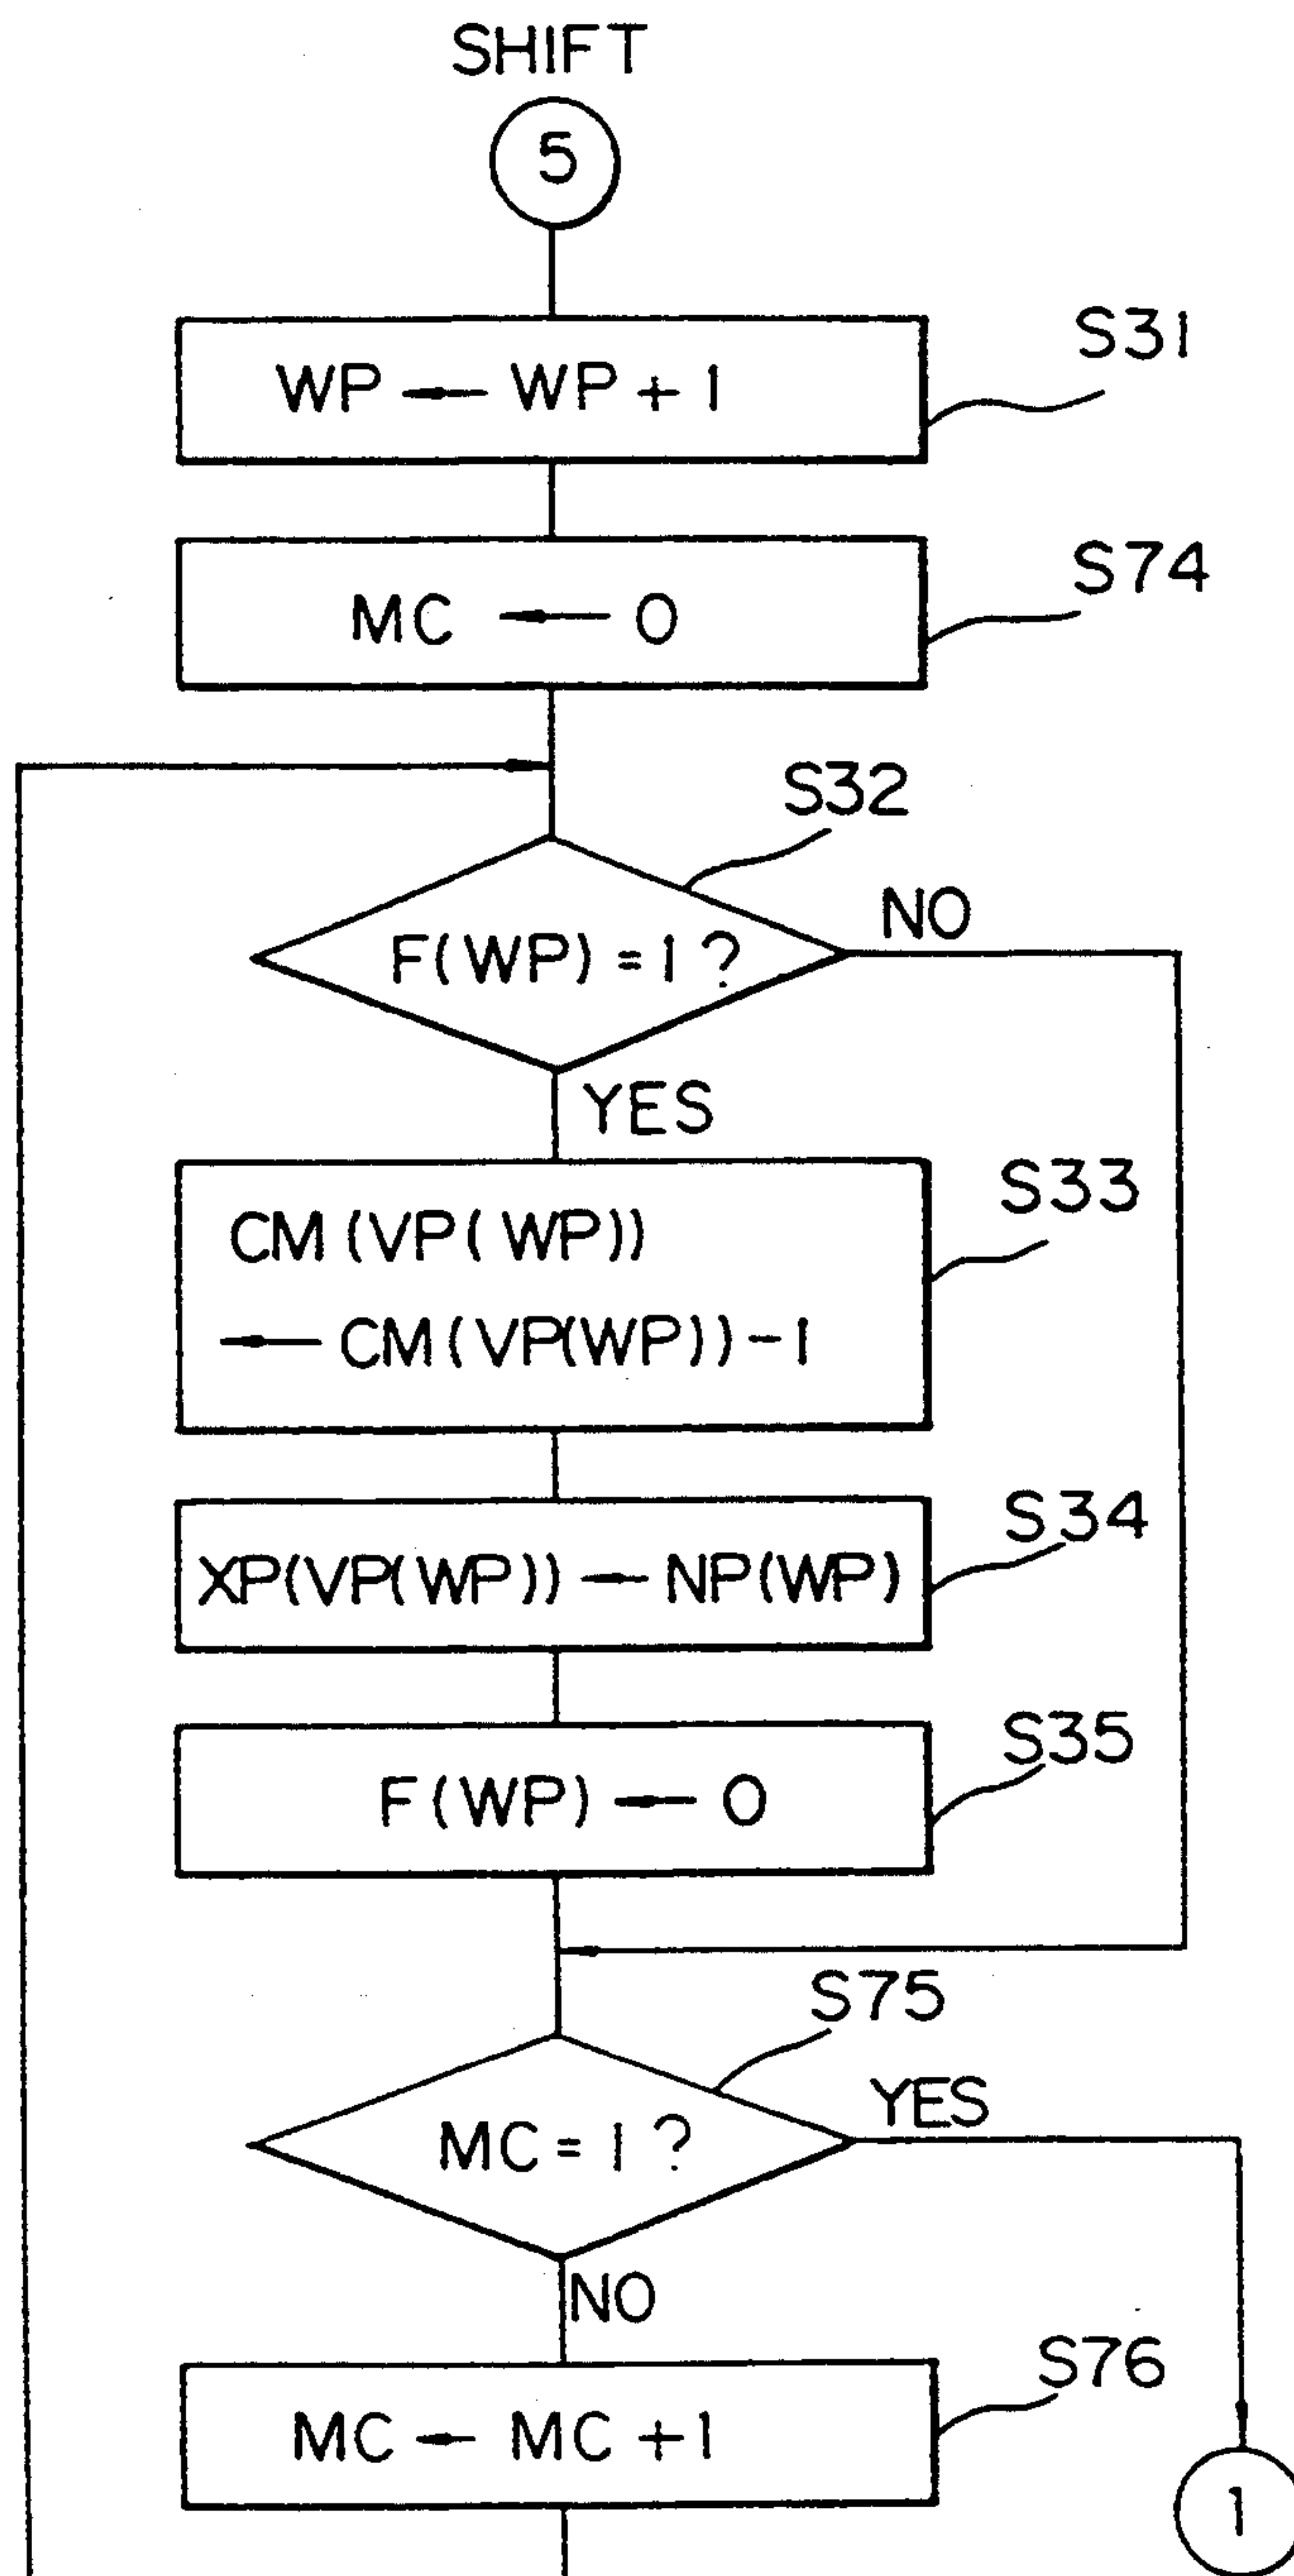 SHIFT
5
WP ← WP + 1
S31
MC ← 0
S74
S32
F(WP) = 1 ?
NO
YES
CM (VP( WP))
← CM (VP(WP)) - 1
S33
XP(VP(WP)) ← NP(WP)
S34
F(WP) ← 0
S35
S75
MC = 1 ?
YES
NO
MC ← MC + 1
S76
1